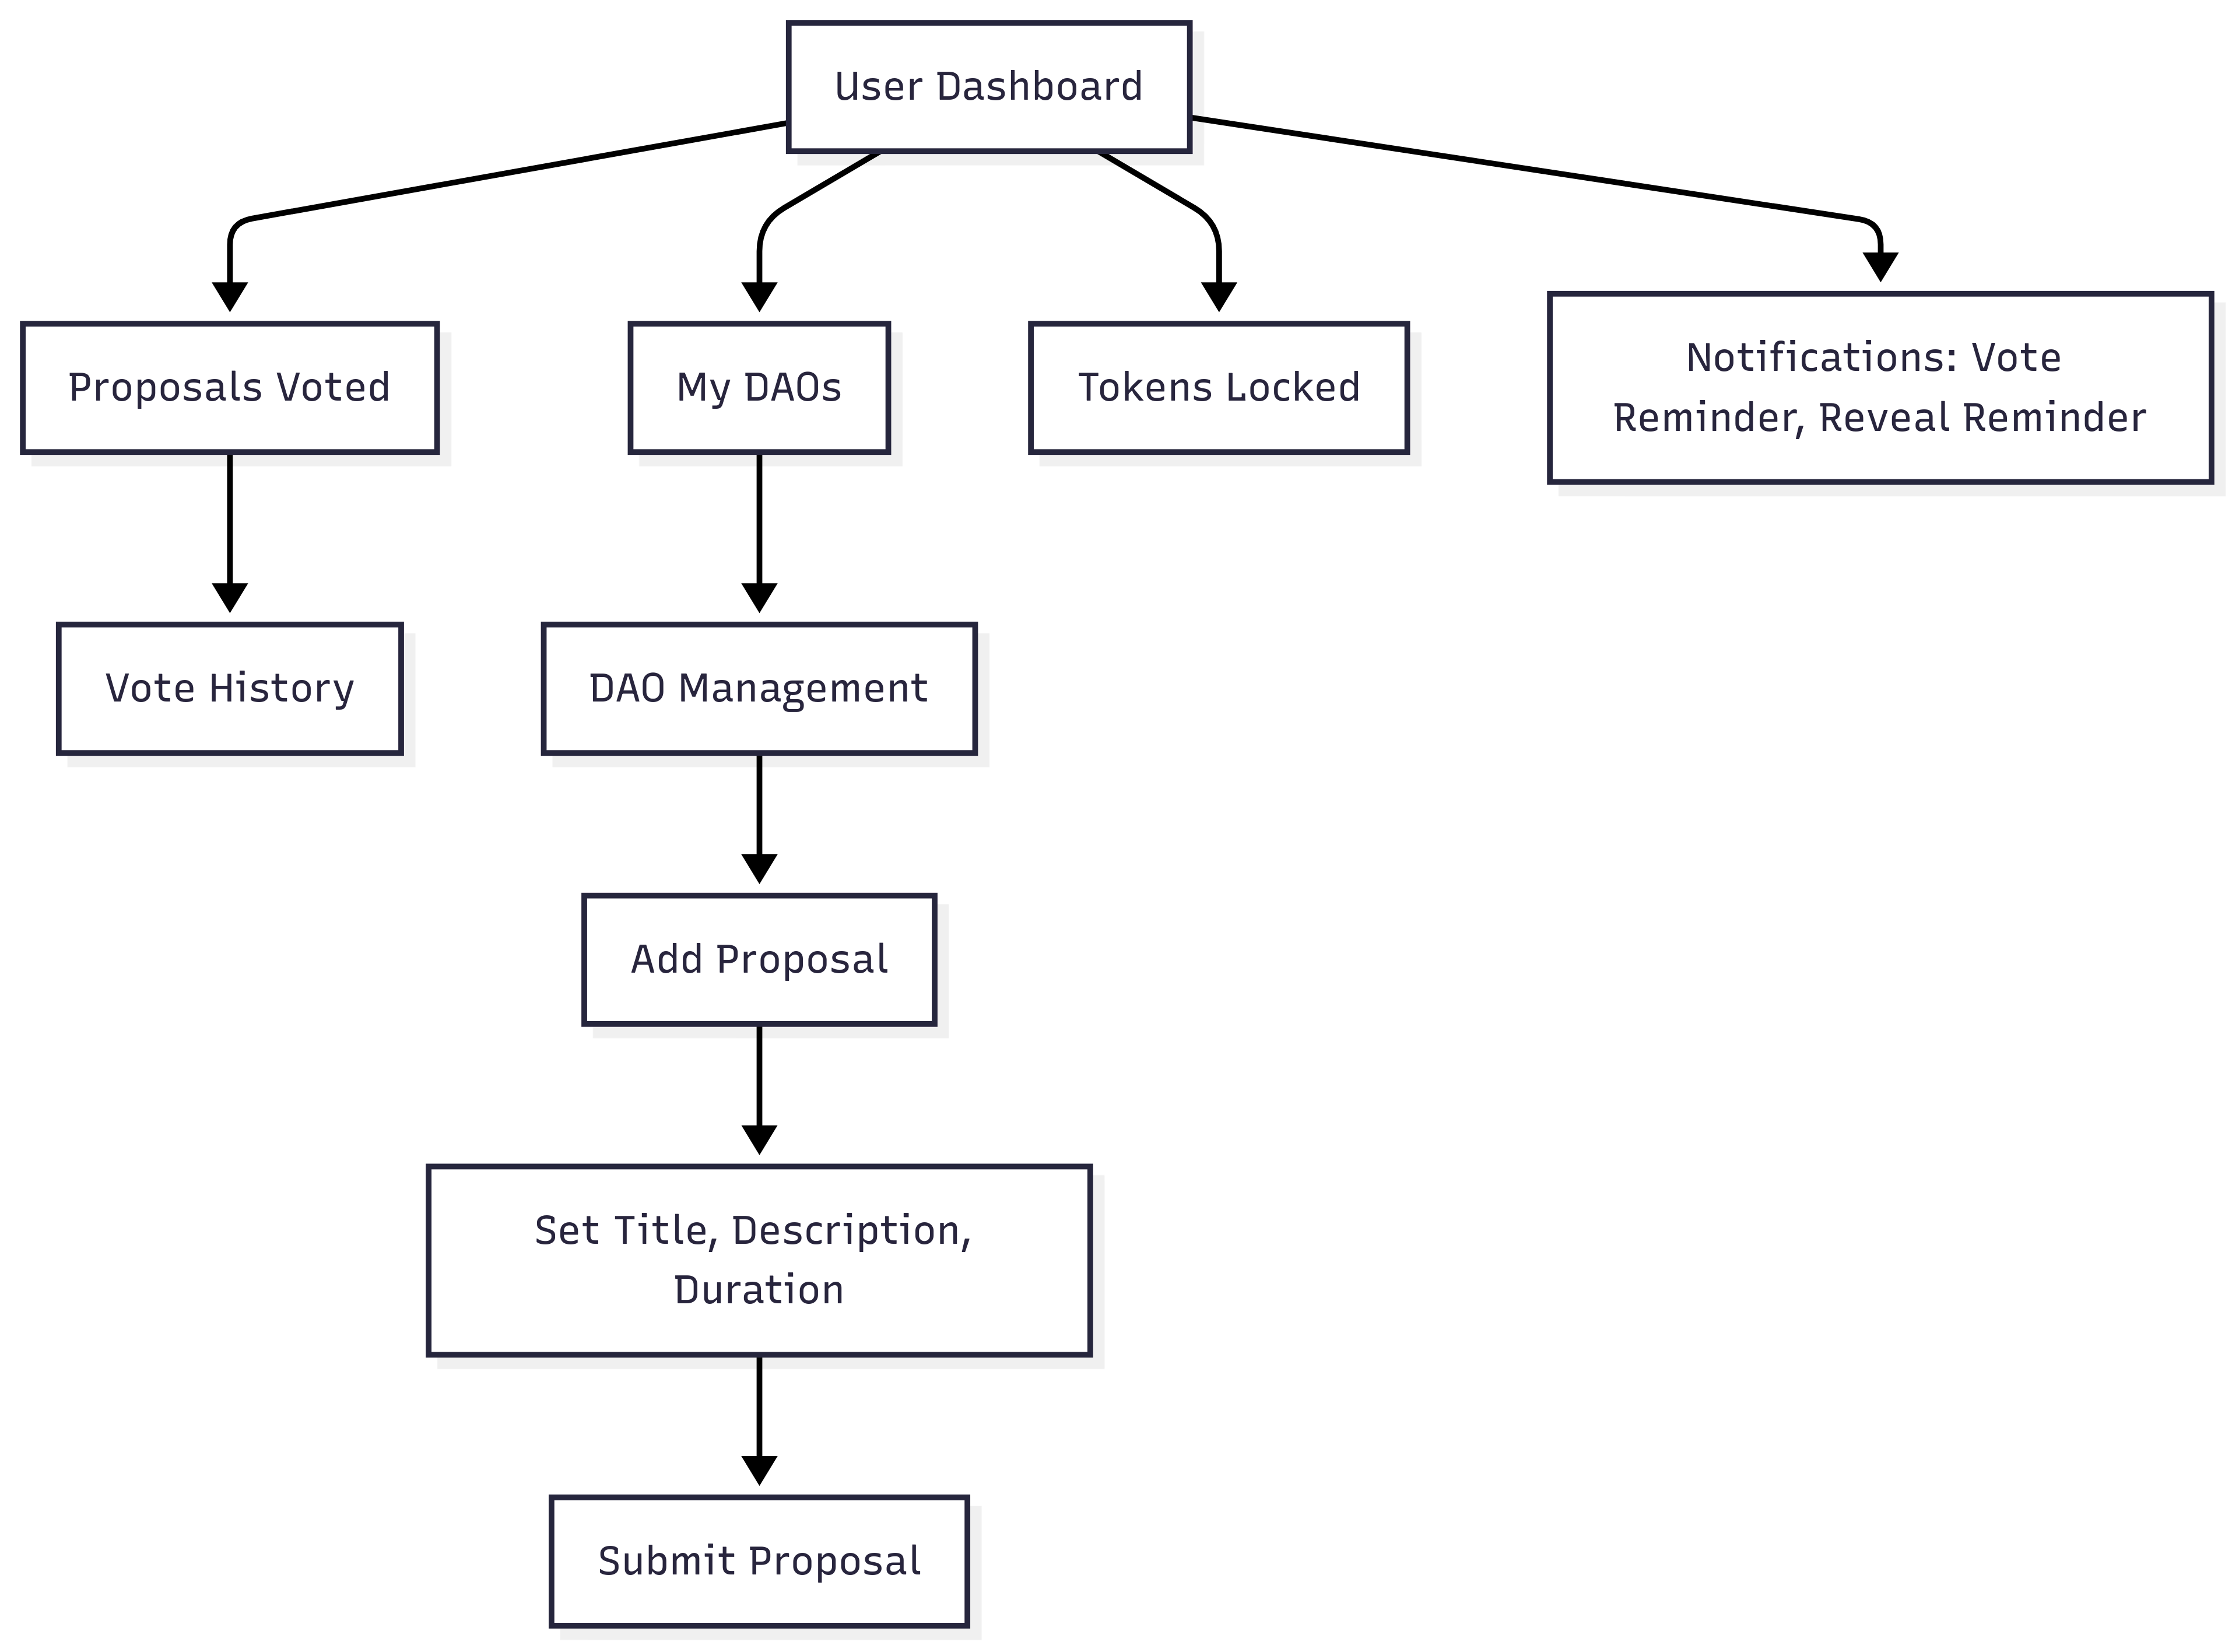 User Dashboard
Proposals Voted
My DAOs
Tokens Locked
Notifications: Vote
Reminder, Reveal Reminder
Vote History
DAO Management
Add Proposal
Set Title, Description,
Duration
Submit Proposal